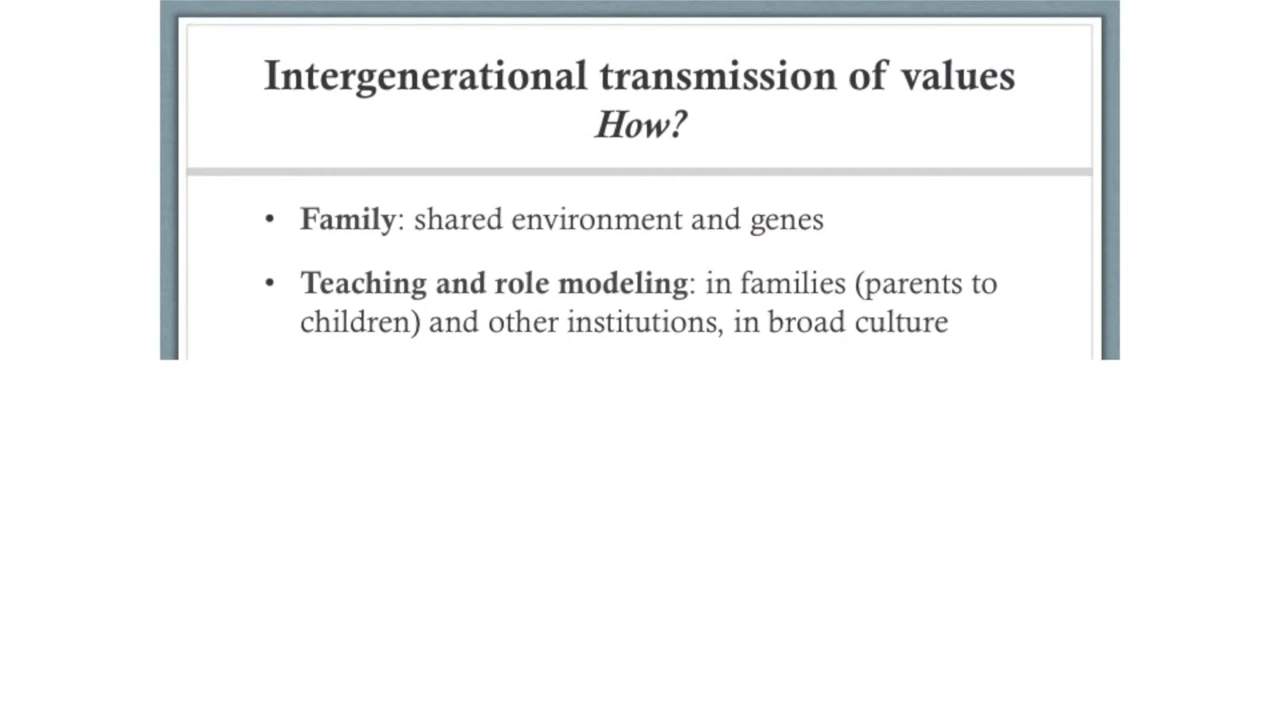 Intergenerational transmission of values
How?
• Family: shared environment and genes
• Teaching and role modeling: in families (parents to
children) and other institutions, in broad culture